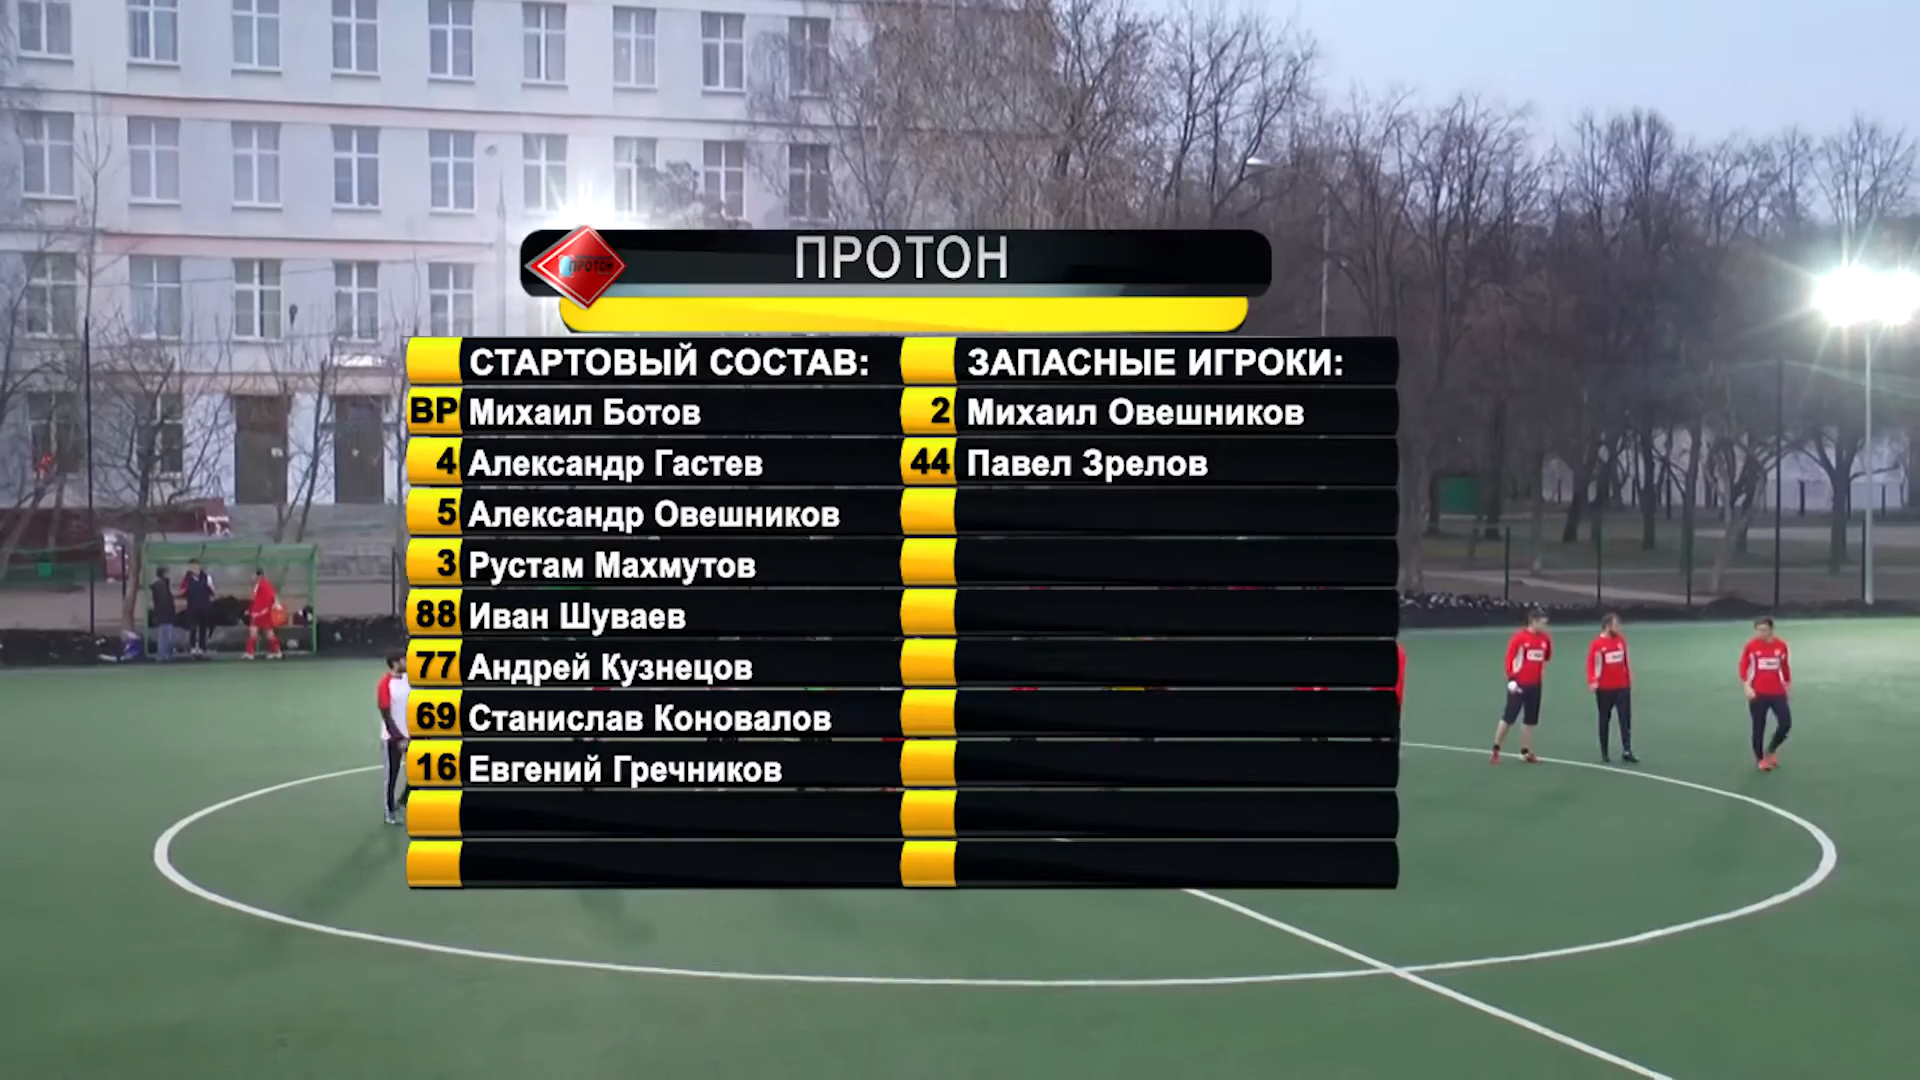 ПРОТОН
ПРОТОН
СТАРТОВЫЙ СОСТАВ:
ВР Михаил Ботов
4 Александр Гастев
5 Александр Овешников
3 Рустам Махмутов
88 Иван Шуваев
77 Андрей Кузнецов
69 Станислав Коновалов
16 Евгений Гречников
ЗАПАСНЫЕ ИГРОКИ:
2 Михаил Овешников
44 Павел Зрелов